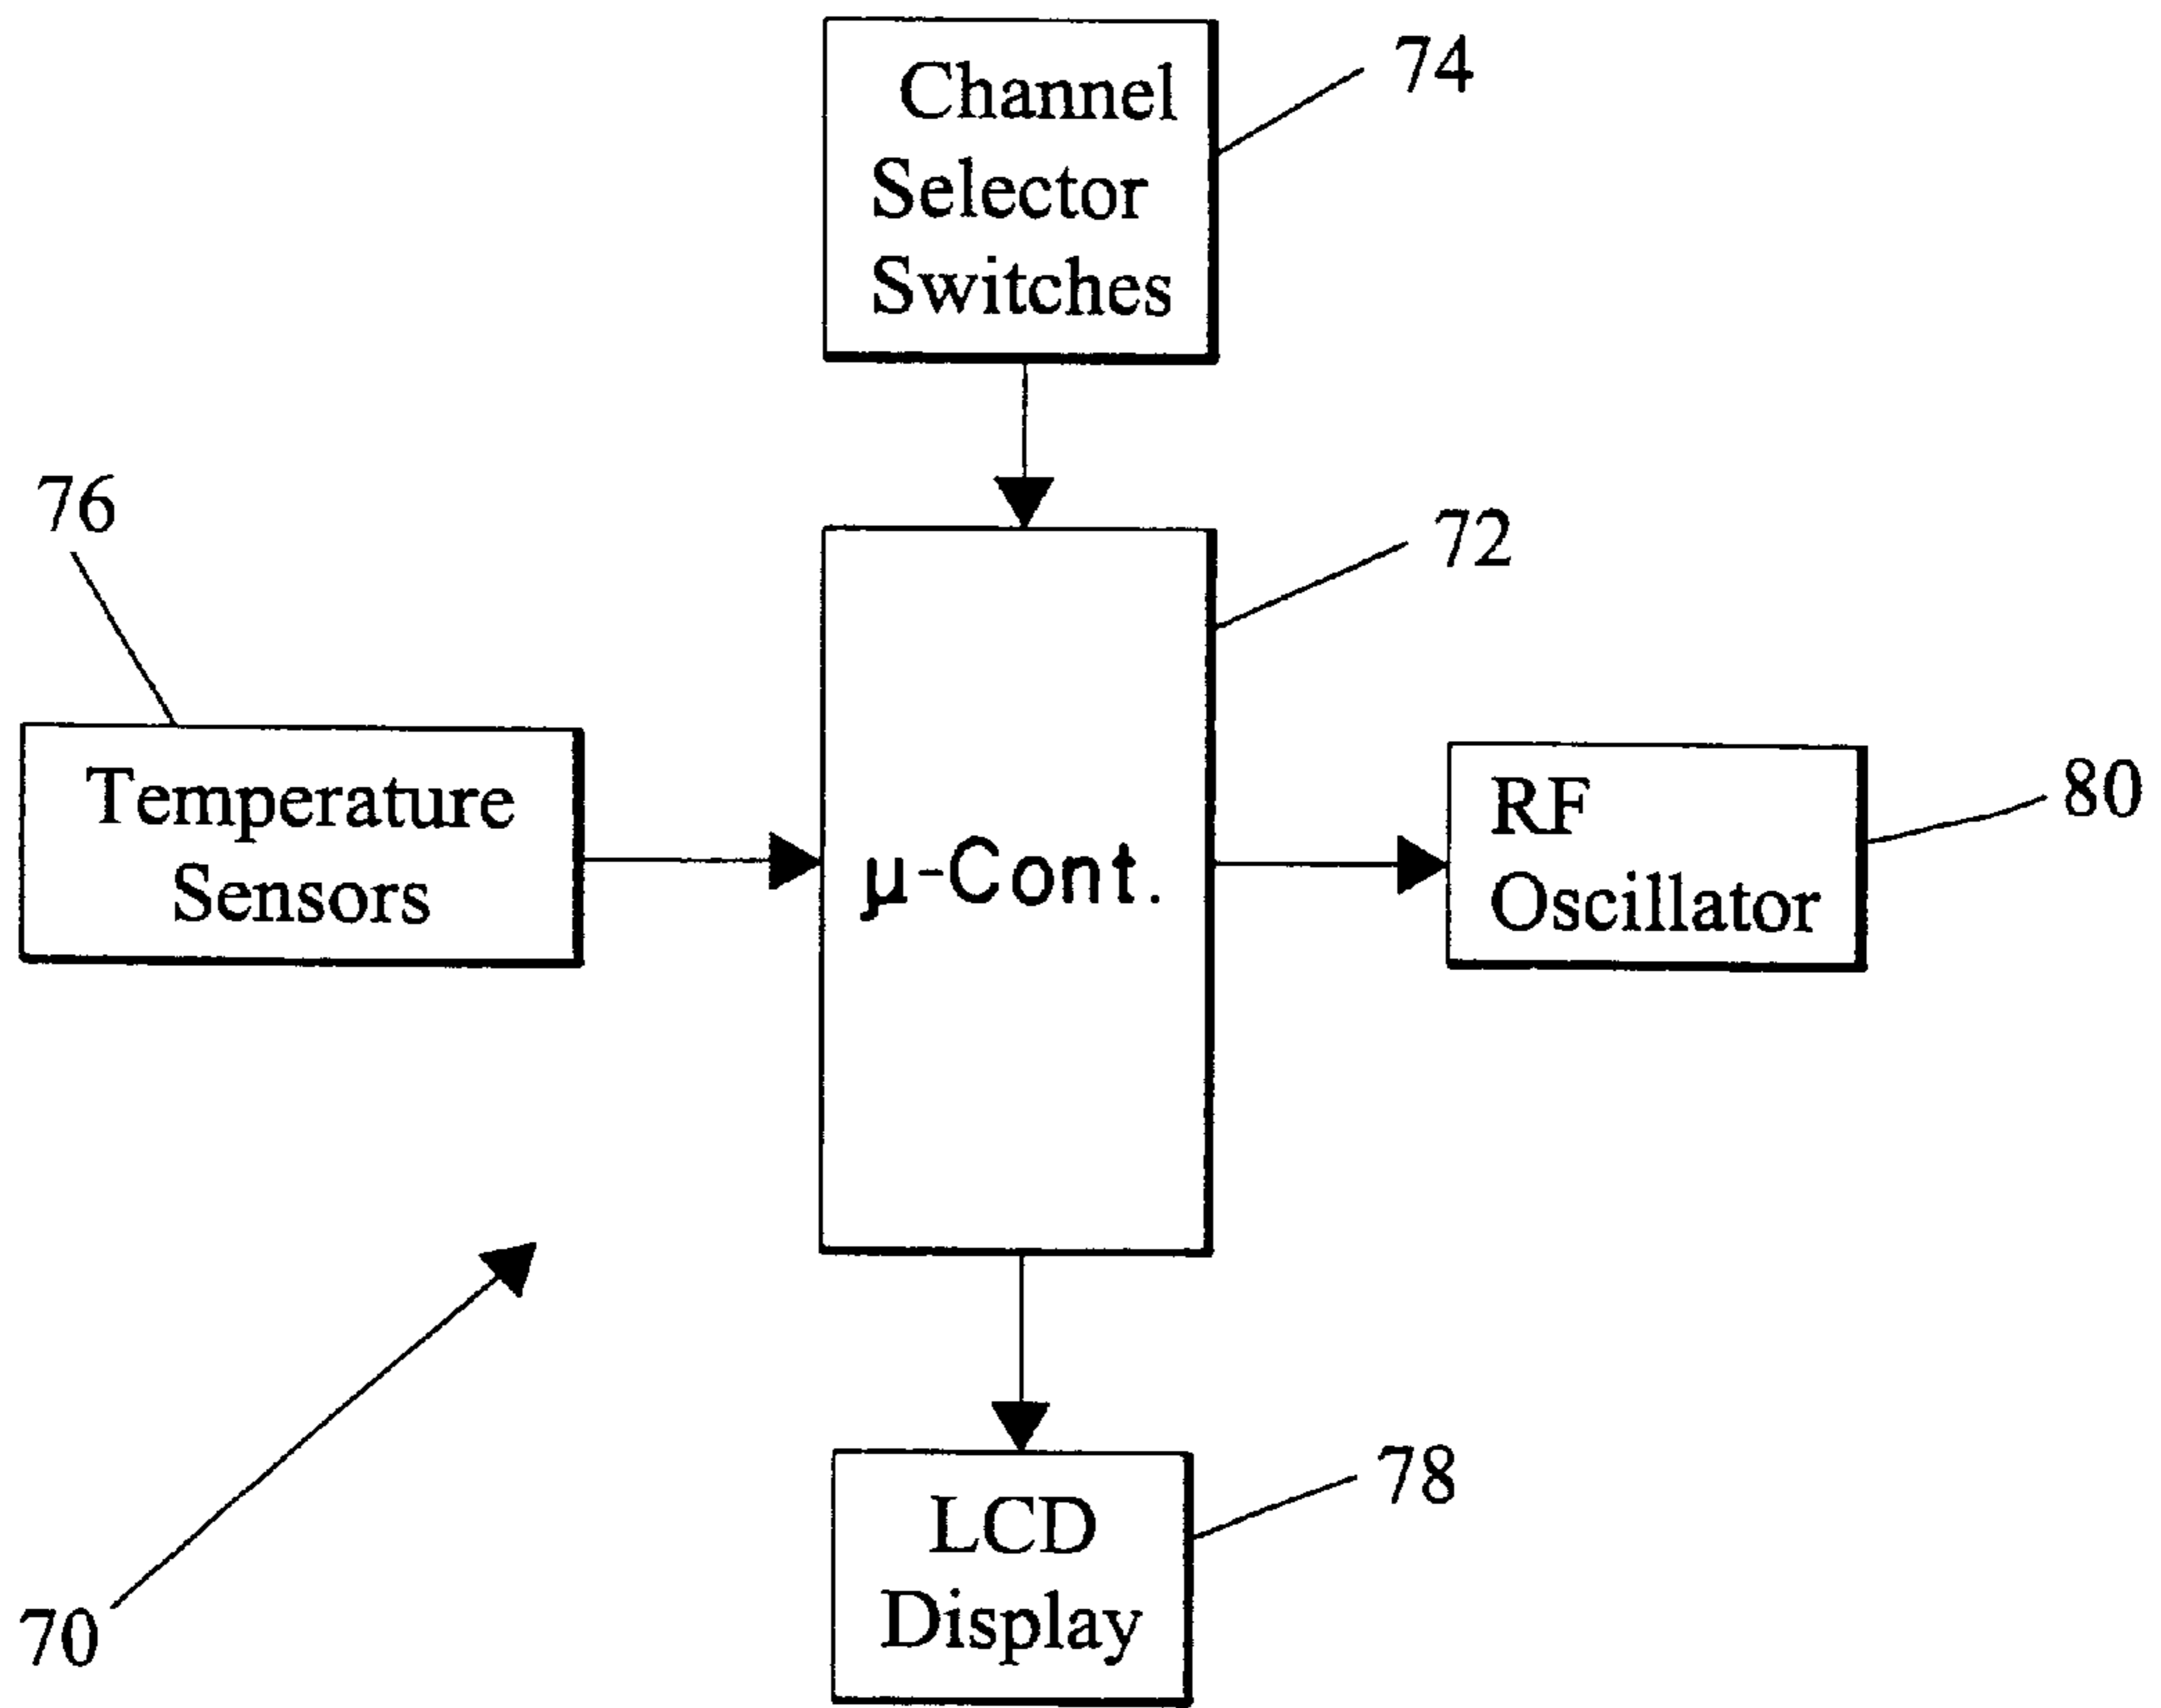 Channel
Selector
Switches
74
76
72
Temperature
Sensors
µ-Cont.
RF
Oscillator
80
LCD
Display
78
70